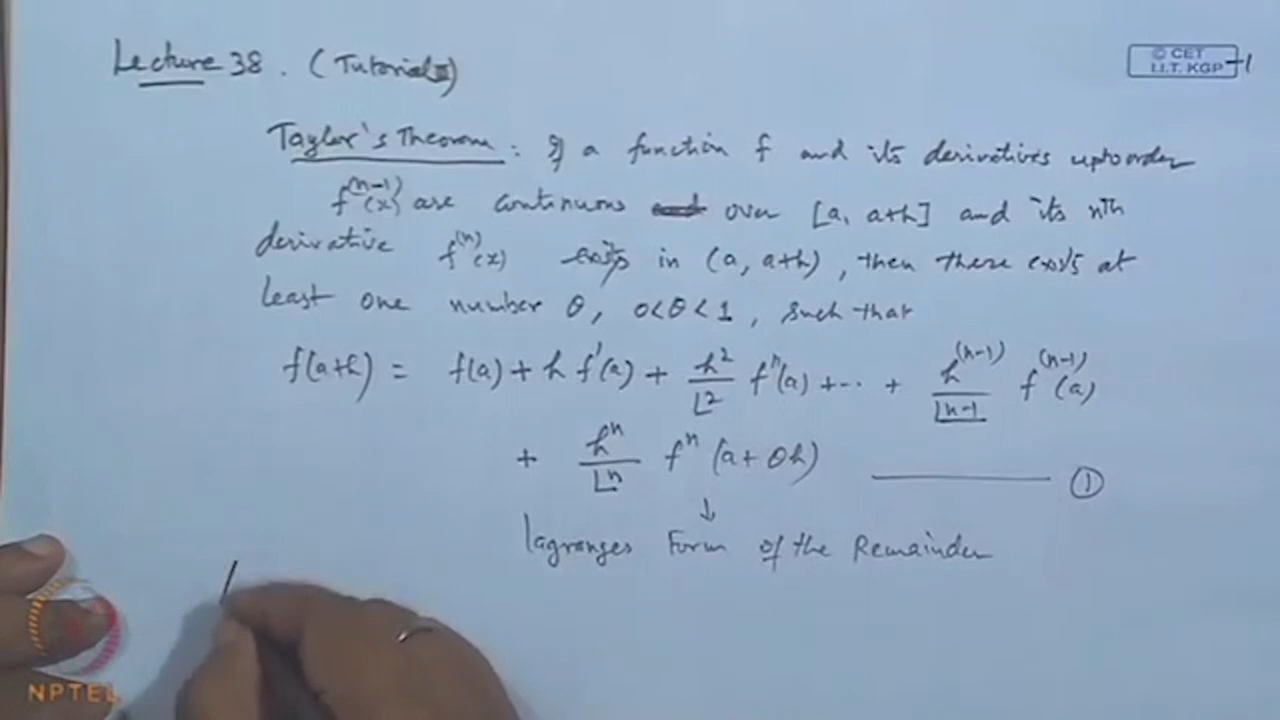 Lecture 38. (Tutorial)
© CET
I.I.T. KGP
Taylor's Theorem: If a function f and its derivatives upto order
f^(n-1)(x) are continuous over [a, a+h] and its nth
derivative f^(n)(x) exists in (a, a+h), then there exists at
least one number θ, 0<θ<1, such that
f(a+h) = f(a) + h f'(a) + h²/∟2 f''(a) + ... + h^(n-1)/∟n-1 f^(n-1)(a)
+ h^n/∟n f^n (a+θh) ——— ①
↓
lagranges Form of the Remainder
NPTEL